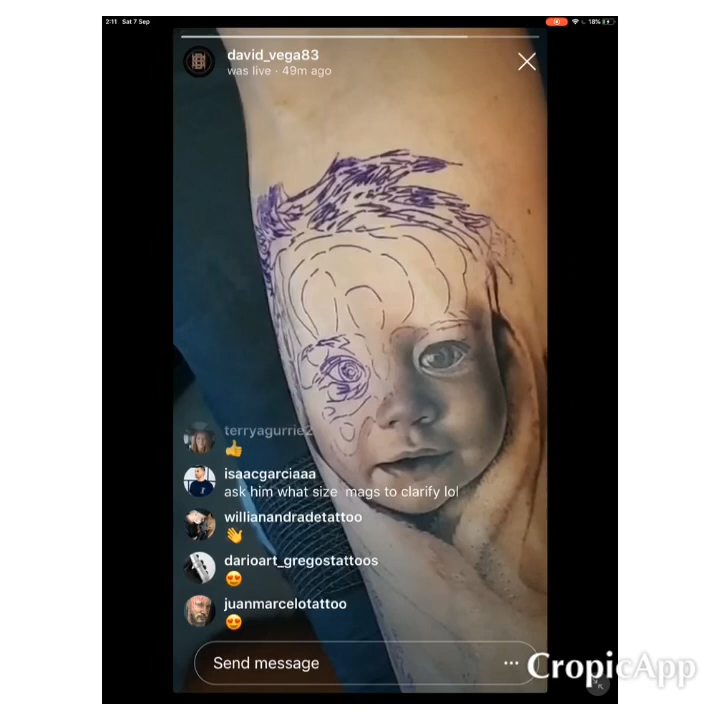 2:11 Sat 7 Sep
18%
david_vega83
was live · 49m ago
terryagurrie2
👍
isaacgarciaaa
ask him what size mags to clarify lol
willianandradetattoo
👋
darioart_gregostattoos
😍
juanmarcelotattoo
😍
Send message
CropicApp